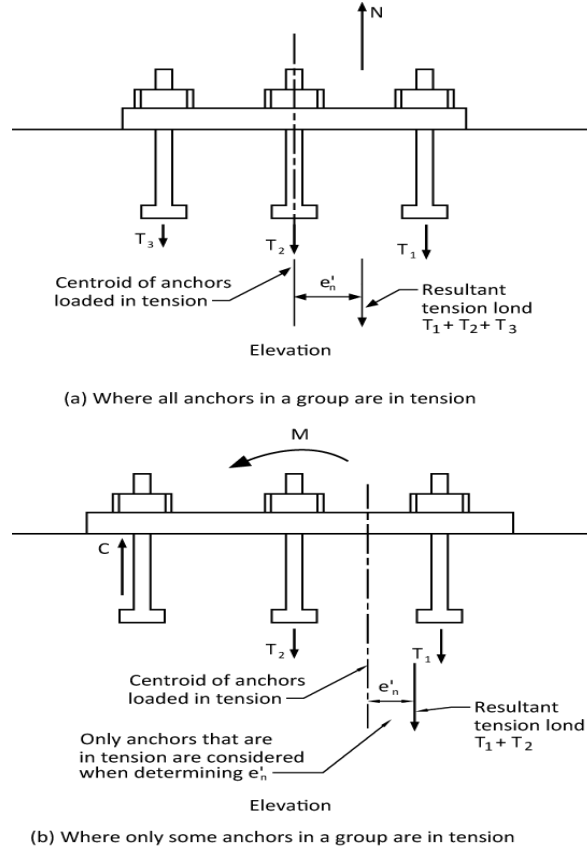 N
T₃
T₂
T₁
Centroid of anchors
loaded in tension
e'ₙ
Resultant
tension lond
T₁ + T₂ + T₃
Elevation
(a) Where all anchors in a group are in tension
M
C
T₂
T₁
Centroid of anchors
loaded in tension
e'ₙ
Only anchors that are
in tension are considered
when determining e'ₙ
Resultant
tension lond
T₁ + T₂
Elevation
(b) Where only some anchors in a group are in tension